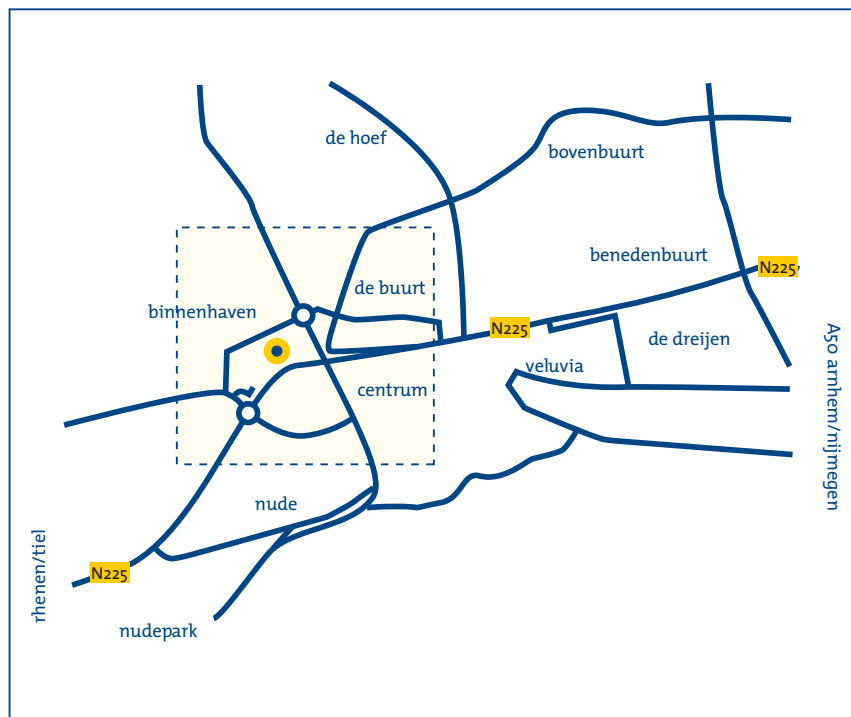 de hoef
bovenbuurt
benedenbuurt
N225
de buurt
binnenhaven
N225
de dreijen
veluvia
centrum
A50 arnhem/nijmegen
nude
rhenen/tiel
N225
nudepark